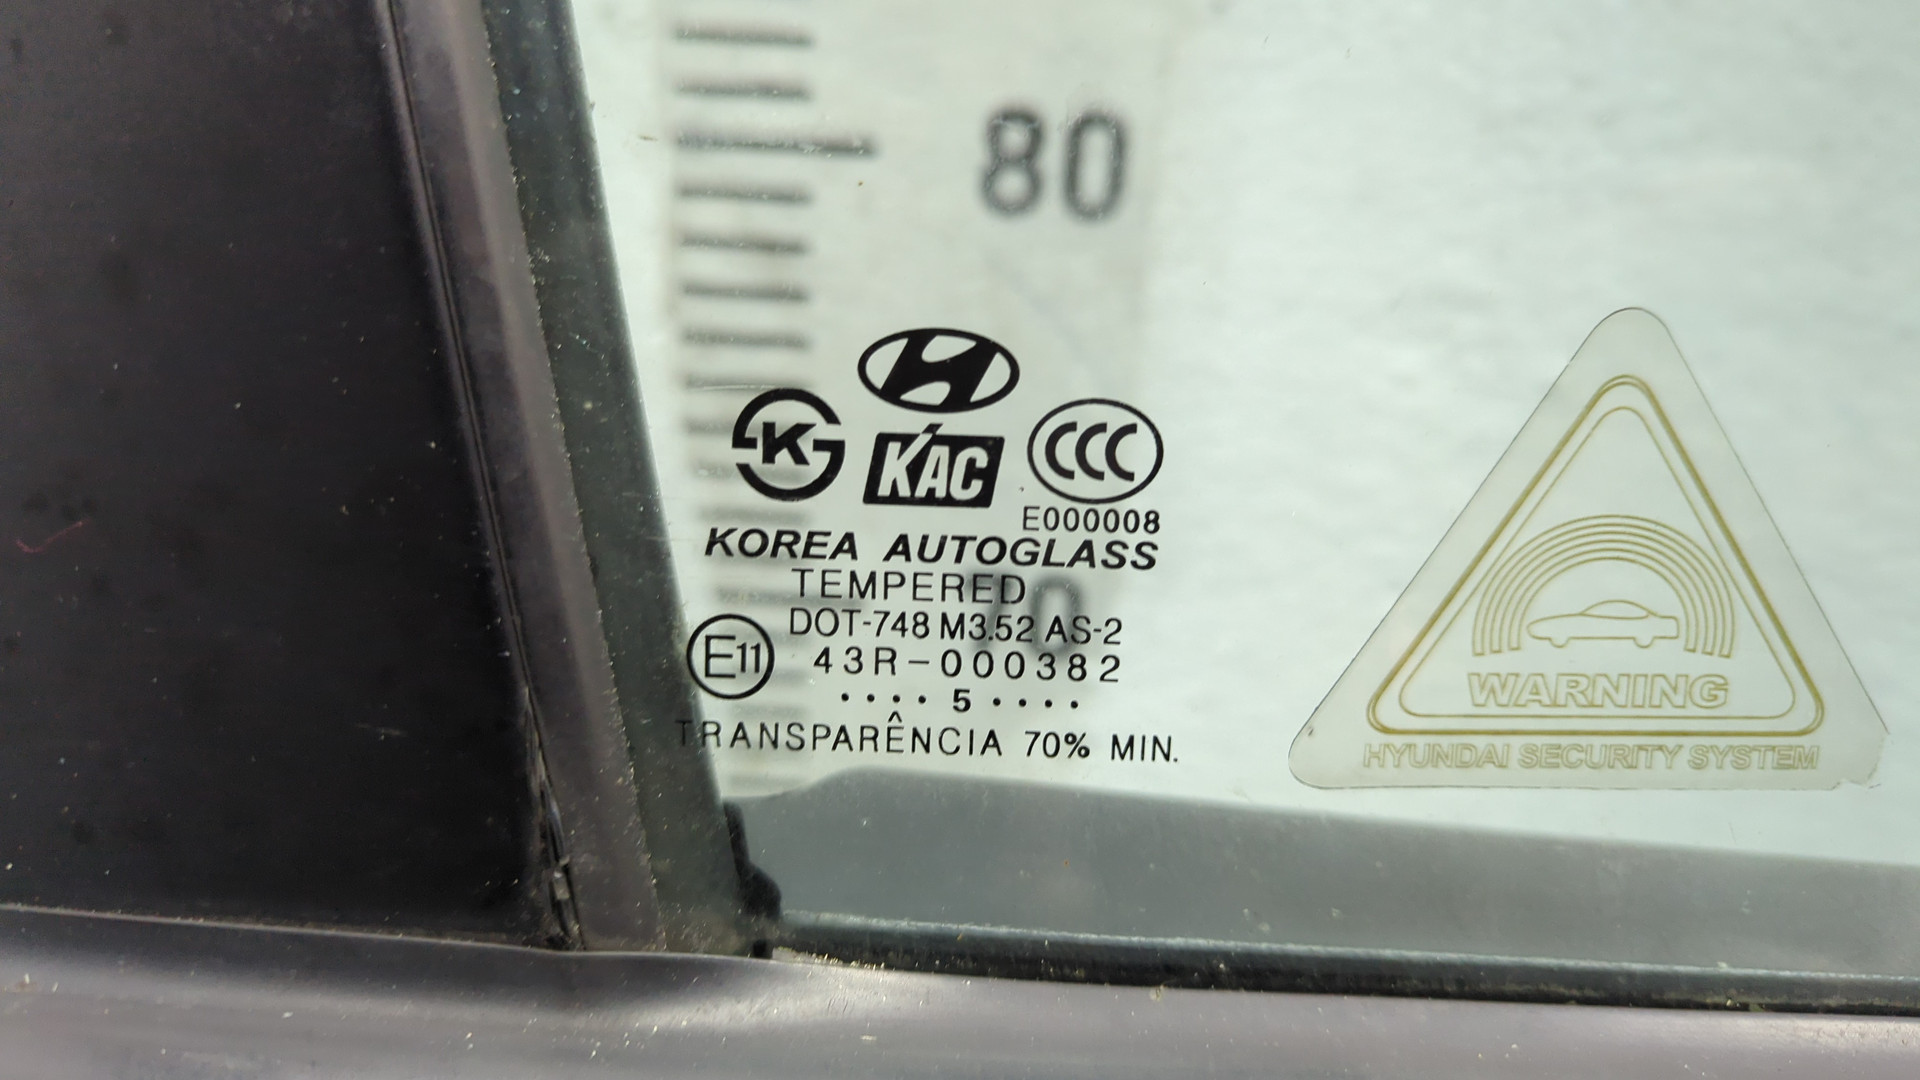 80
K
KAC
CCC
E000008
KOREA AUTOGLASS
TEMPERED
DOT-748 M3.52 AS-2
E11
43R-000382
···· 5 ····
TRANSPARÊNCIA 70% MIN.
WARNING
HYUNDAI SECURITY SYSTEM